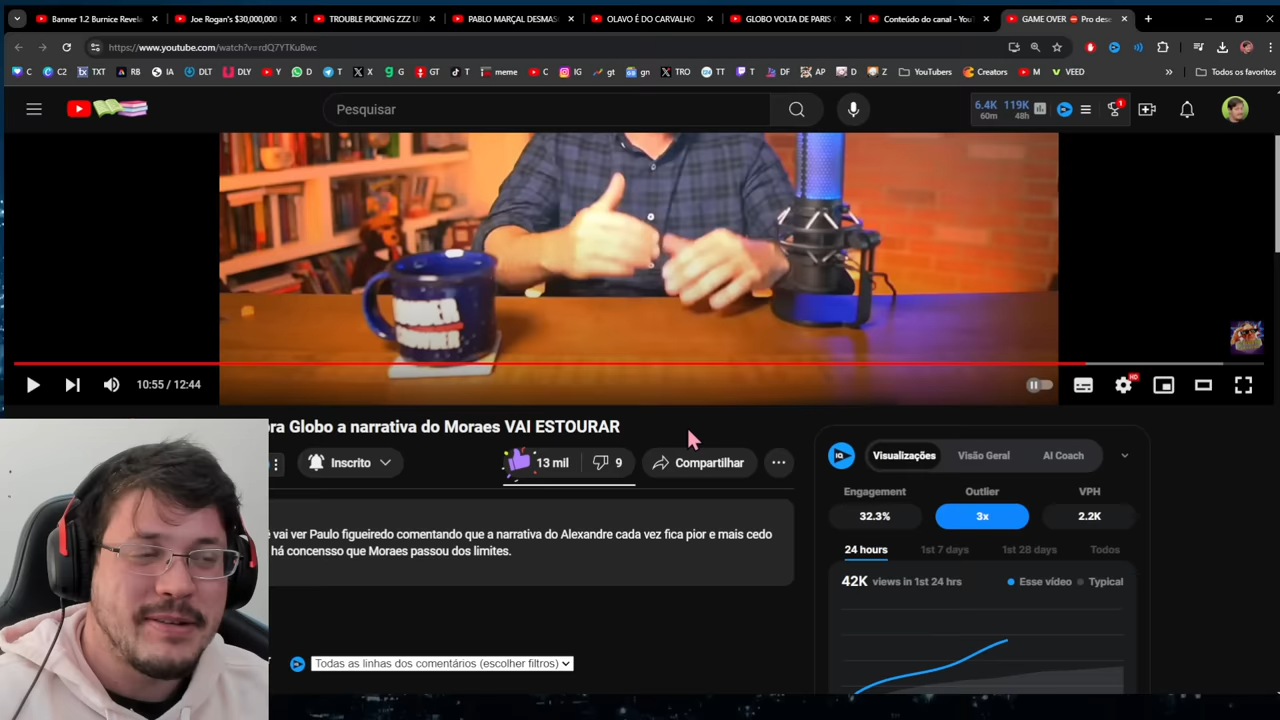 Banner 1.2 Burnice Revela
Joe Rogan's $30,000,000
TROUBLE PICKING ZZZ U
PABLO MARÇAL DESMAS
OLAVO É DO CARVALHO
GLOBO VOLTA DE PARIS
Conteúdo do canal - You
GAME OVER ⛔ Pro dese
https://www.youtube.com/watch?v=rdQ7YTKuBwc
C
C2
TXT
RB
IA
DLT
DLY
Y
D
T
X
G
GT
T
meme
C
IG
gt
gn
TRO
TT
T
DF
AP
D
Z
YouTubers
Creators
M
VEED
»
Todos os favoritos
Pesquisar
6.4K 119K
60m 48h
1
10:55 / 12:44
HD
ora Globo a narrativa do Moraes VAI ESTOURAR
Inscrito
13 mil
9
Compartilhar
vai ver Paulo figueiredo comentando que a narrativa do Alexandre cada vez fica pior e mais cedo
há concensso que Moraes passou dos limites.
Todas as linhas dos comentários (escolher filtros)
IQ
Visualizações
Visão Geral
AI Coach
Engagement
Outlier
VPH
32.3%
3x
2.2K
24 hours
1st 7 days
1st 28 days
Todos
42K views in 1st 24 hrs
Esse vídeo
Typical